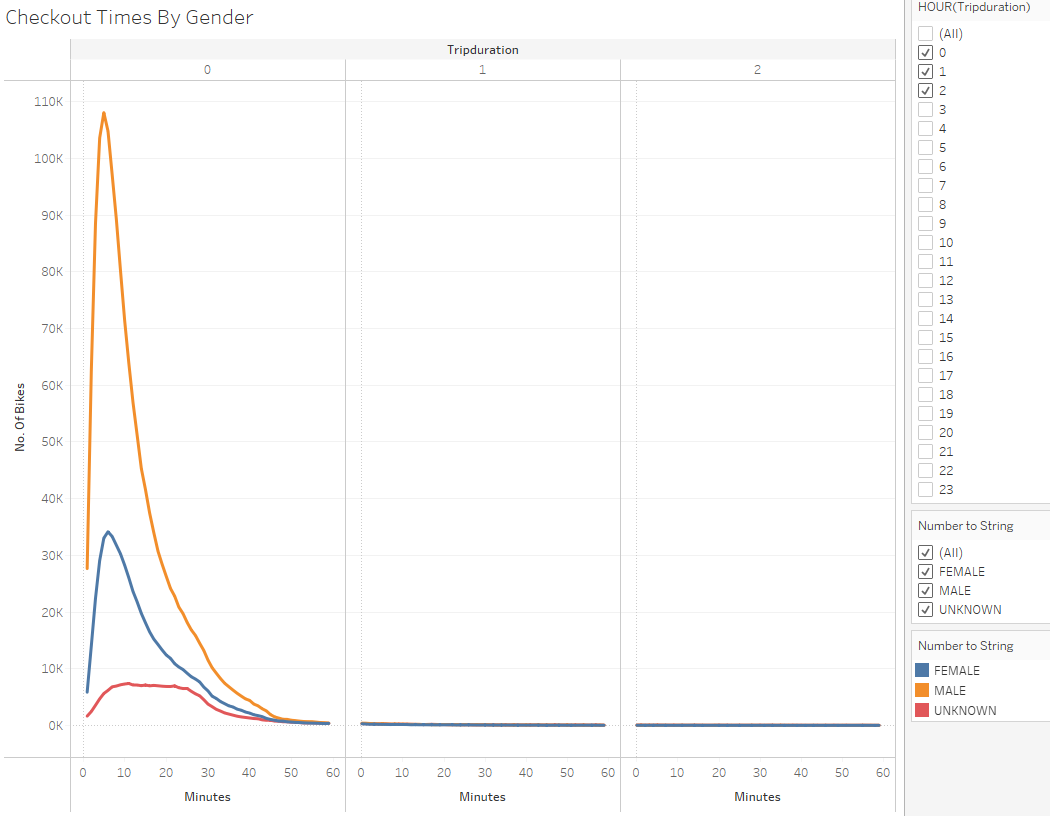 Checkout Times By Gender
Tripduration
0 1 2
110K
100K
90K
80K
70K
60K
50K
40K
30K
20K
10K
0K
No. Of Bikes
0 10 20 30 40 50 60 0 10 20 30 40 50 60 0 10 20 30 40 50 60
Minutes Minutes Minutes
HOUR(Tripduration)
(All)
0
1
2
3
4
5
6
7
8
9
10
11
12
13
14
15
16
17
18
19
20
21
22
23
Number to String
(All)
FEMALE
MALE
UNKNOWN
Number to String
FEMALE
MALE
UNKNOWN